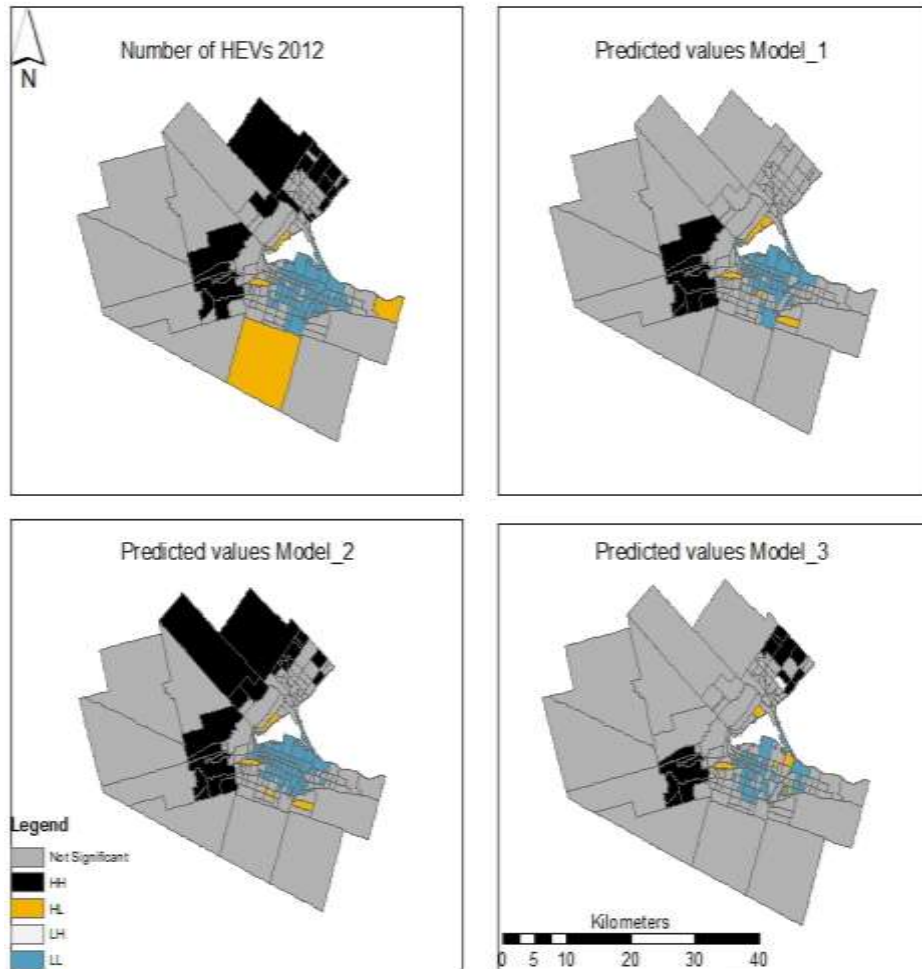 Number of HEVs 2012
N
Predicted values Model_1
Predicted values Model_2
Predicted values Model_3
Legend
Not Significant
HH
HL
LH
LL
Kilometers
0 5 10 20 30 40